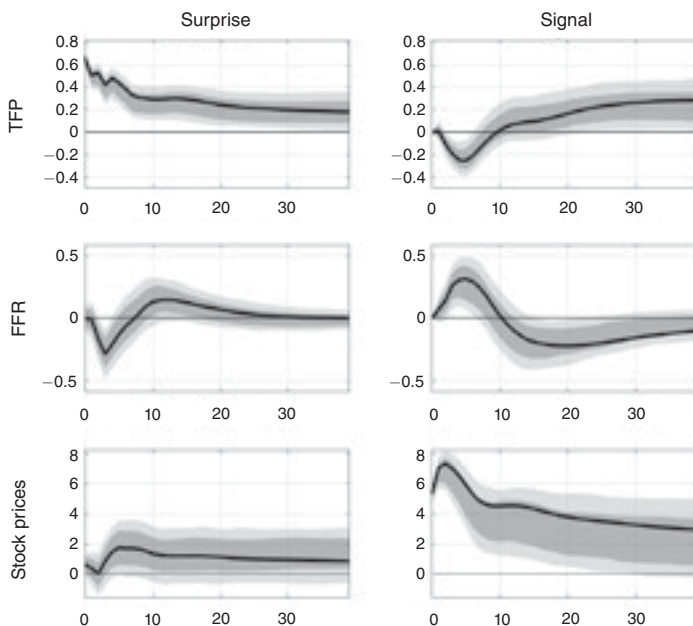 Surprise Signal
TFP
0.8 0.8
0.6 0.6
0.4 0.4
0.2 0.2
0 0
−0.2 −0.2
−0.4 −0.4
0 10 20 30 0 10 20 30
FFR
0.5 0.5
0 0
−0.5 −0.5
0 10 20 30 0 10 20 30
Stock prices
8 8
6 6
4 4
2 2
0 0
0 10 20 30 0 10 20 30